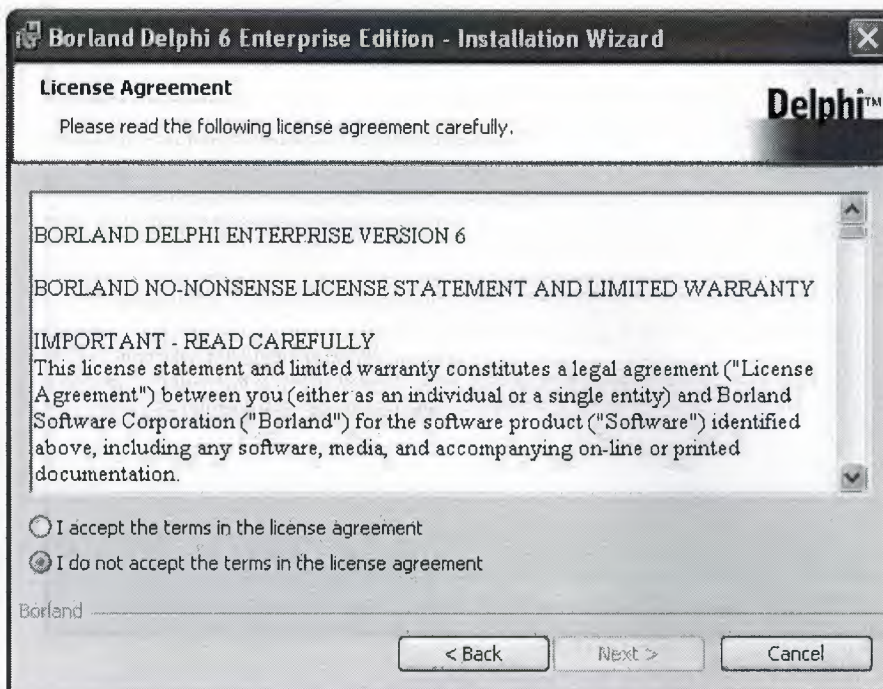 Borland Delphi 6 Enterprise Edition - Installation Wizard
License Agreement
Please read the following license agreement carefully.
Delphi™
BORLAND DELPHI ENTERPRISE VERSION 6
BORLAND NO-NONSENSE LICENSE STATEMENT AND LIMITED WARRANTY
IMPORTANT - READ CAREFULLY
This license statement and limited warranty constitutes a legal agreement ("License
Agreement") between you (either as an individual or a single entity) and Borland
Software Corporation ("Borland") for the software product ("Software") identified
above, including any software, media, and accompanying on-line or printed
documentation.
I accept the terms in the license agreement
I do not accept the terms in the license agreement
Borland
< Back
Next >
Cancel